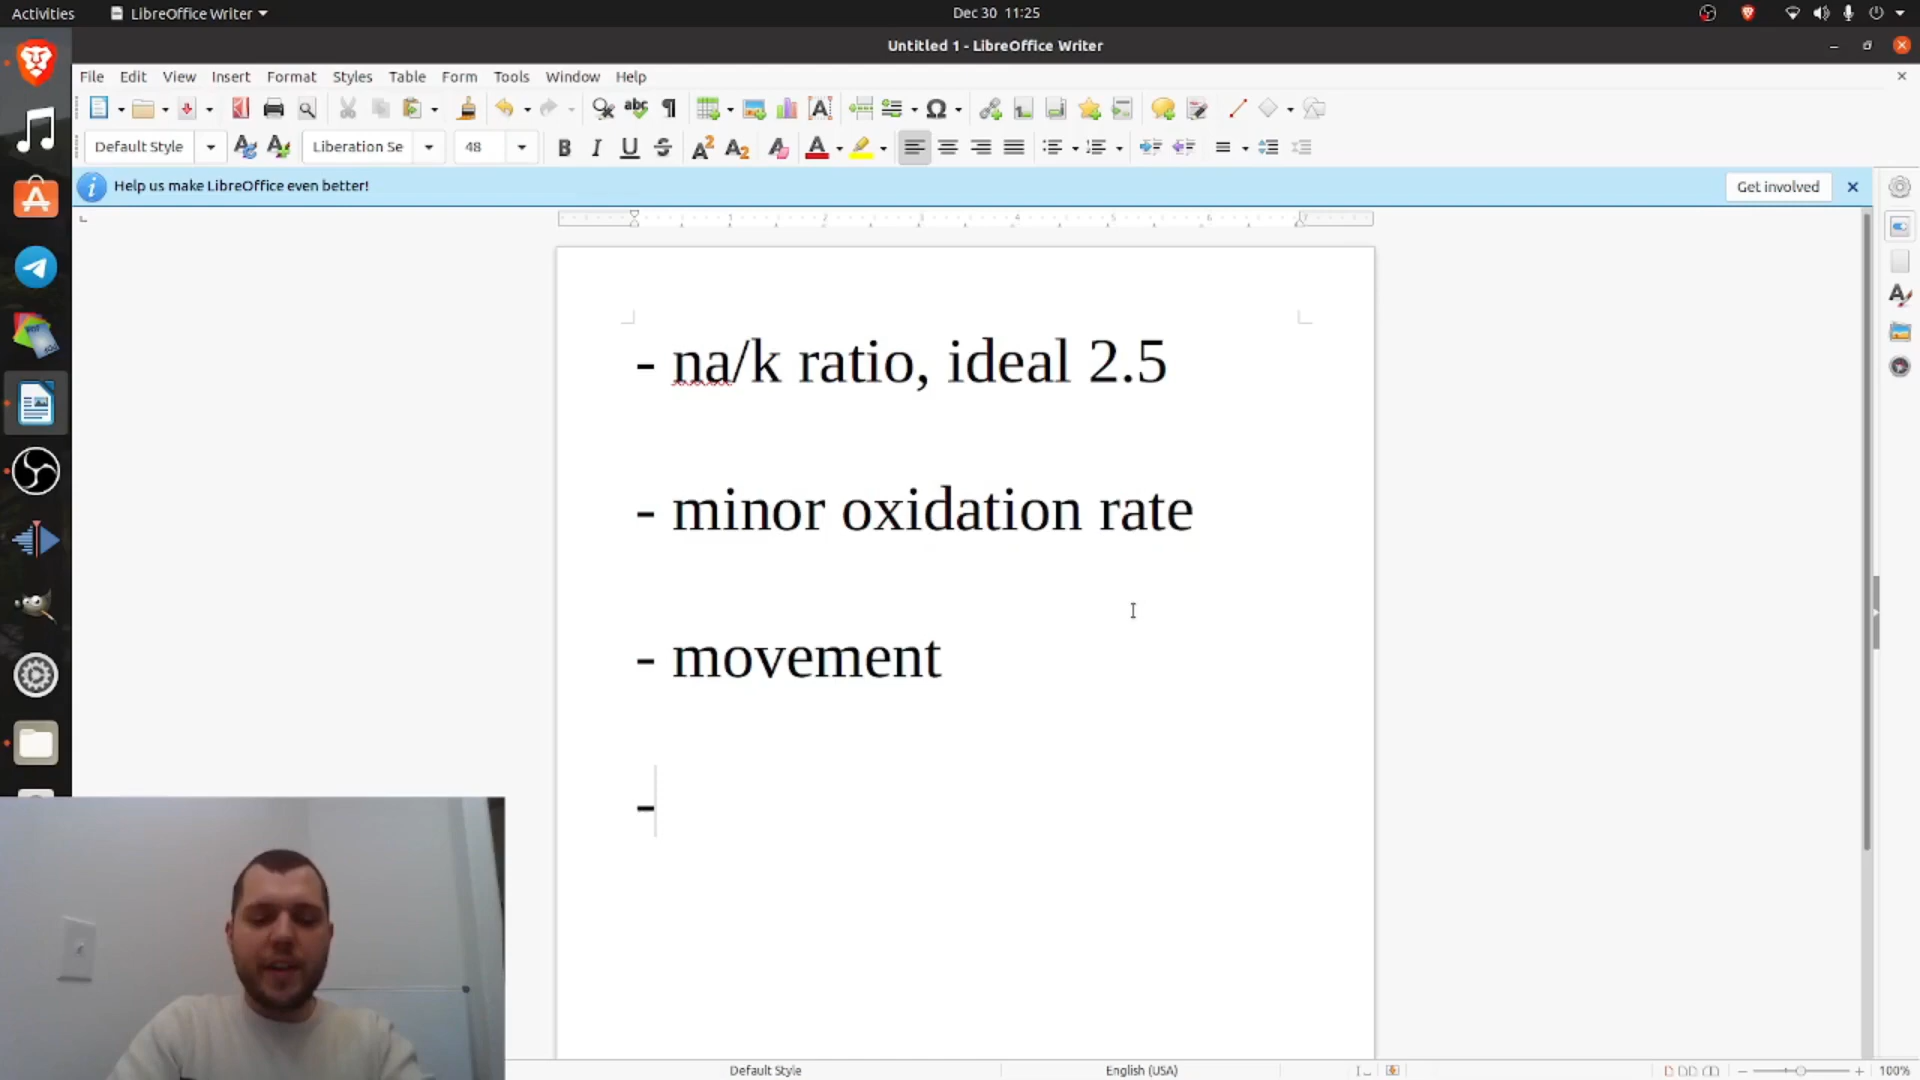 Activities
LibreOffice Writer
Dec 30 11:25
Untitled 1 - LibreOffice Writer
File Edit View Insert Format Styles Table Form Tools Window Help
Default Style
Liberation Se
48
Help us make LibreOffice even better!
Get involved
- na/k ratio, ideal 2.5
- minor oxidation rate
- movement
-
Default Style
English (USA)
100%